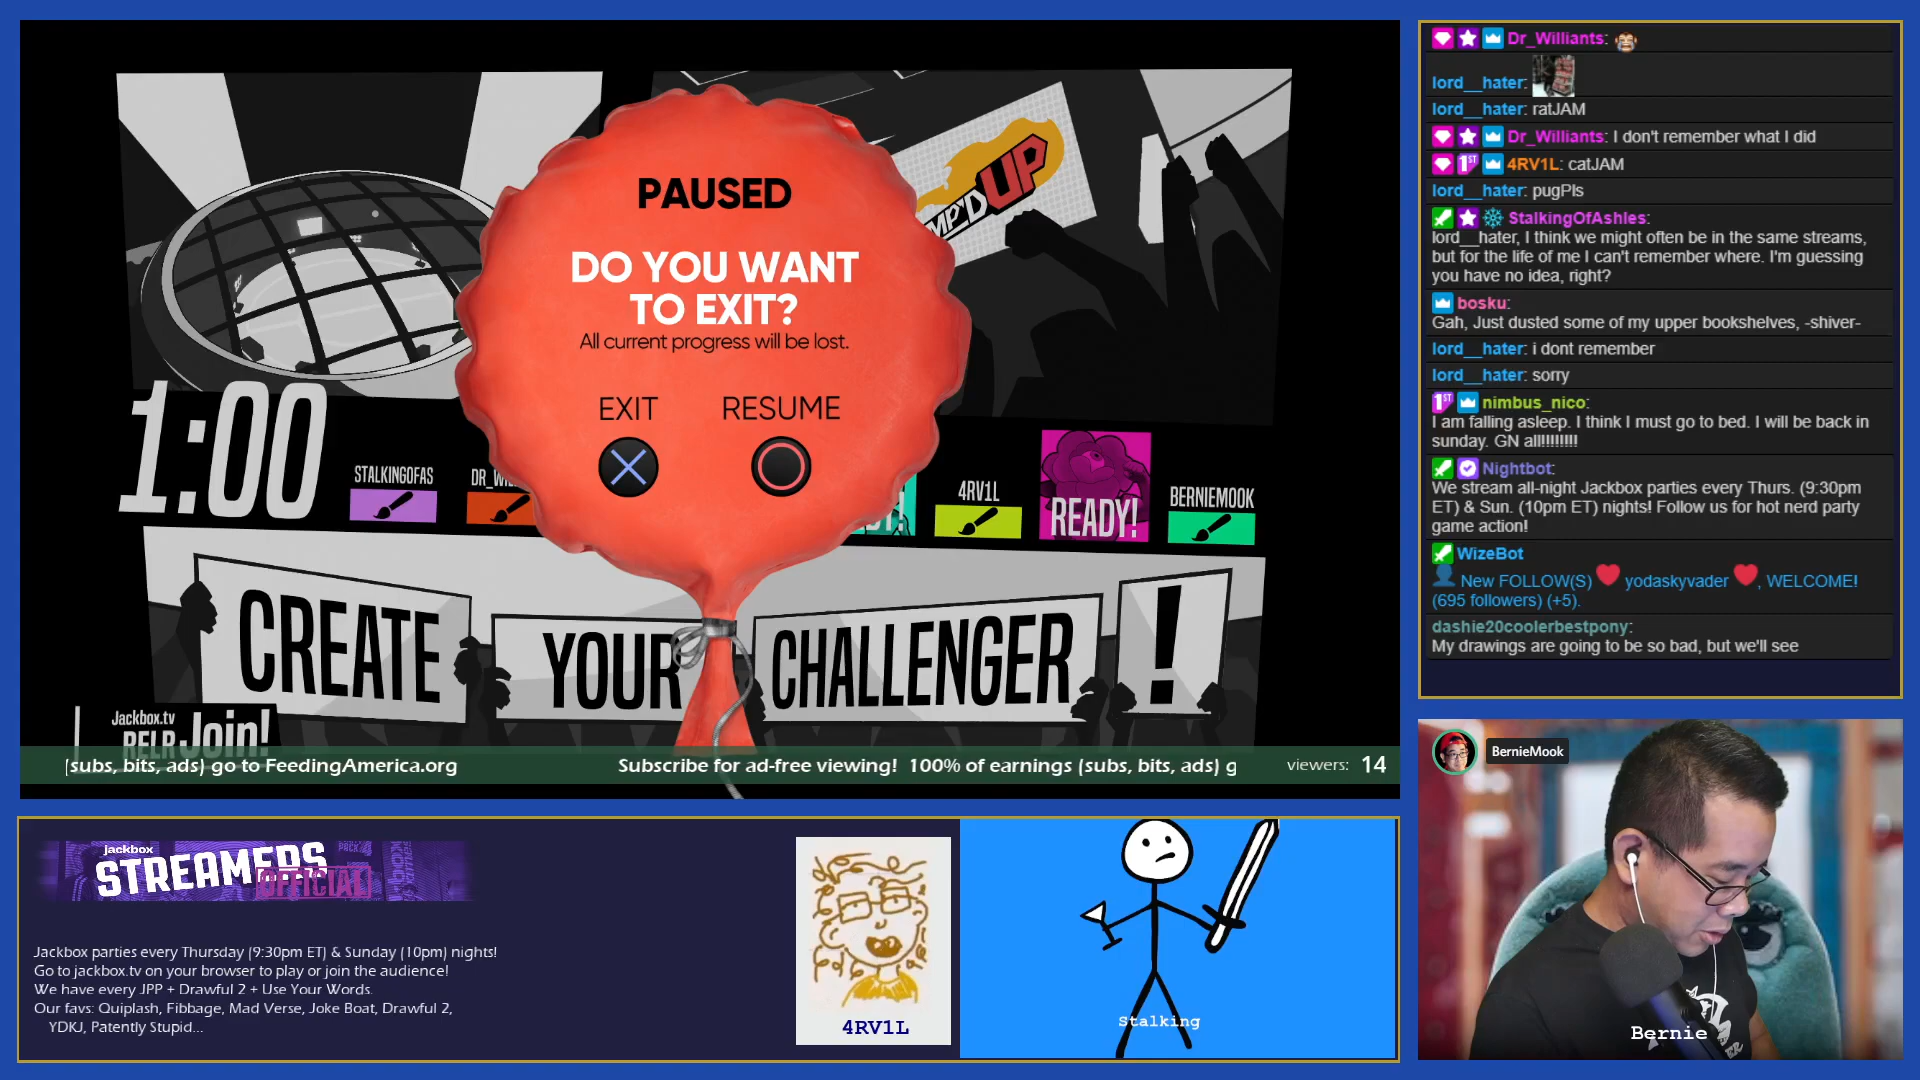 PAUSED
DO YOU WANT
TO EXIT?
All current progress will be lost.
EXIT RESUME
UP
1:00
STALKINGOFAS
4RV1L
READY!
BERNIEMOOK
CREATE YOUR CHALLENGER !
Jackbox.tv
RELR Join!
(subs, bits, ads) go to FeedingAmerica.org
Subscribe for ad-free viewing! 100% of earnings (subs, bits, ads) g
viewers: 14
Dr_Williants:
lord__hater:
lord__hater: ratJAM
Dr_Williants: I don't remember what I did
1ST 4RV1L: catJAM
lord__hater: pugPls
StalkingOfAshles:
lord__hater, I think we might often be in the same streams,
but for the life of me I can't remember where. I'm guessing
you have no idea, right?
bosku:
Gah, Just dusted some of my upper bookshelves, -shiver-
lord__hater: i dont remember
lord__hater: sorry
1ST nimbus_nico:
I am falling asleep. I think I must go to bed. I will be back in
sunday. GN all!!!!!!!!!
Nightbot:
We stream all-night Jackbox parties every Thurs. (9:30pm
ET) & Sun. (10pm ET) nights! Follow us for hot nerd party
game action!
WizeBot
New FOLLOW(S) yodaskyvader , WELCOME!
(695 followers) (+5).
dashie20coolerbestpony:
My drawings are going to be so bad, but we'll see
jackbox
STREAMERS
OFFICIAL
Jackbox parties every Thursday (9:30pm ET) & Sunday (10pm) nights!
Go to jackbox.tv on your browser to play or join the audience!
We have every JPP + Drawful 2 + Use Your Words.
Our favs: Quiplash, Fibbage, Mad Verse, Joke Boat, Drawful 2,
YDKJ, Patently Stupid...
4RV1L
Stalking
BernieMook
Bernie